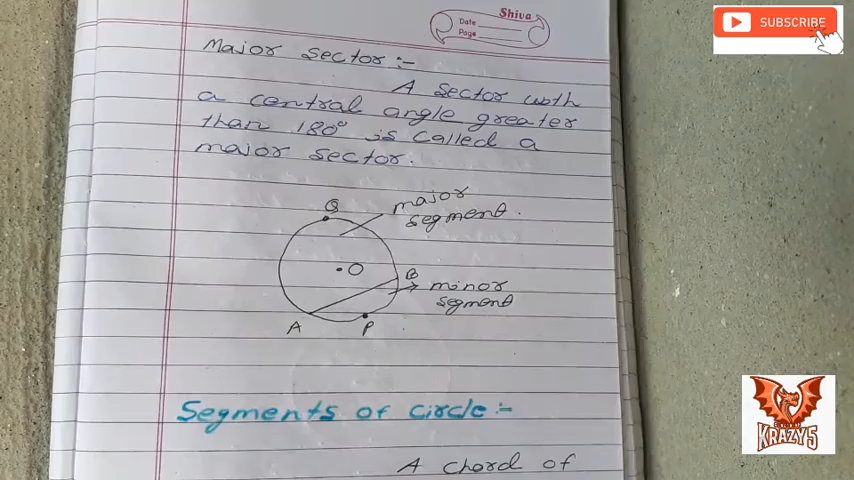 Shiva
Date
Page
SUBSCRIBE
Major sector :-
A sector with
a central angle greater
than 180° is called a
major sector.
Q
major
segment.
O
B
minor
segment
A
P
Segments of circle :-
A chord of
KRAZY5